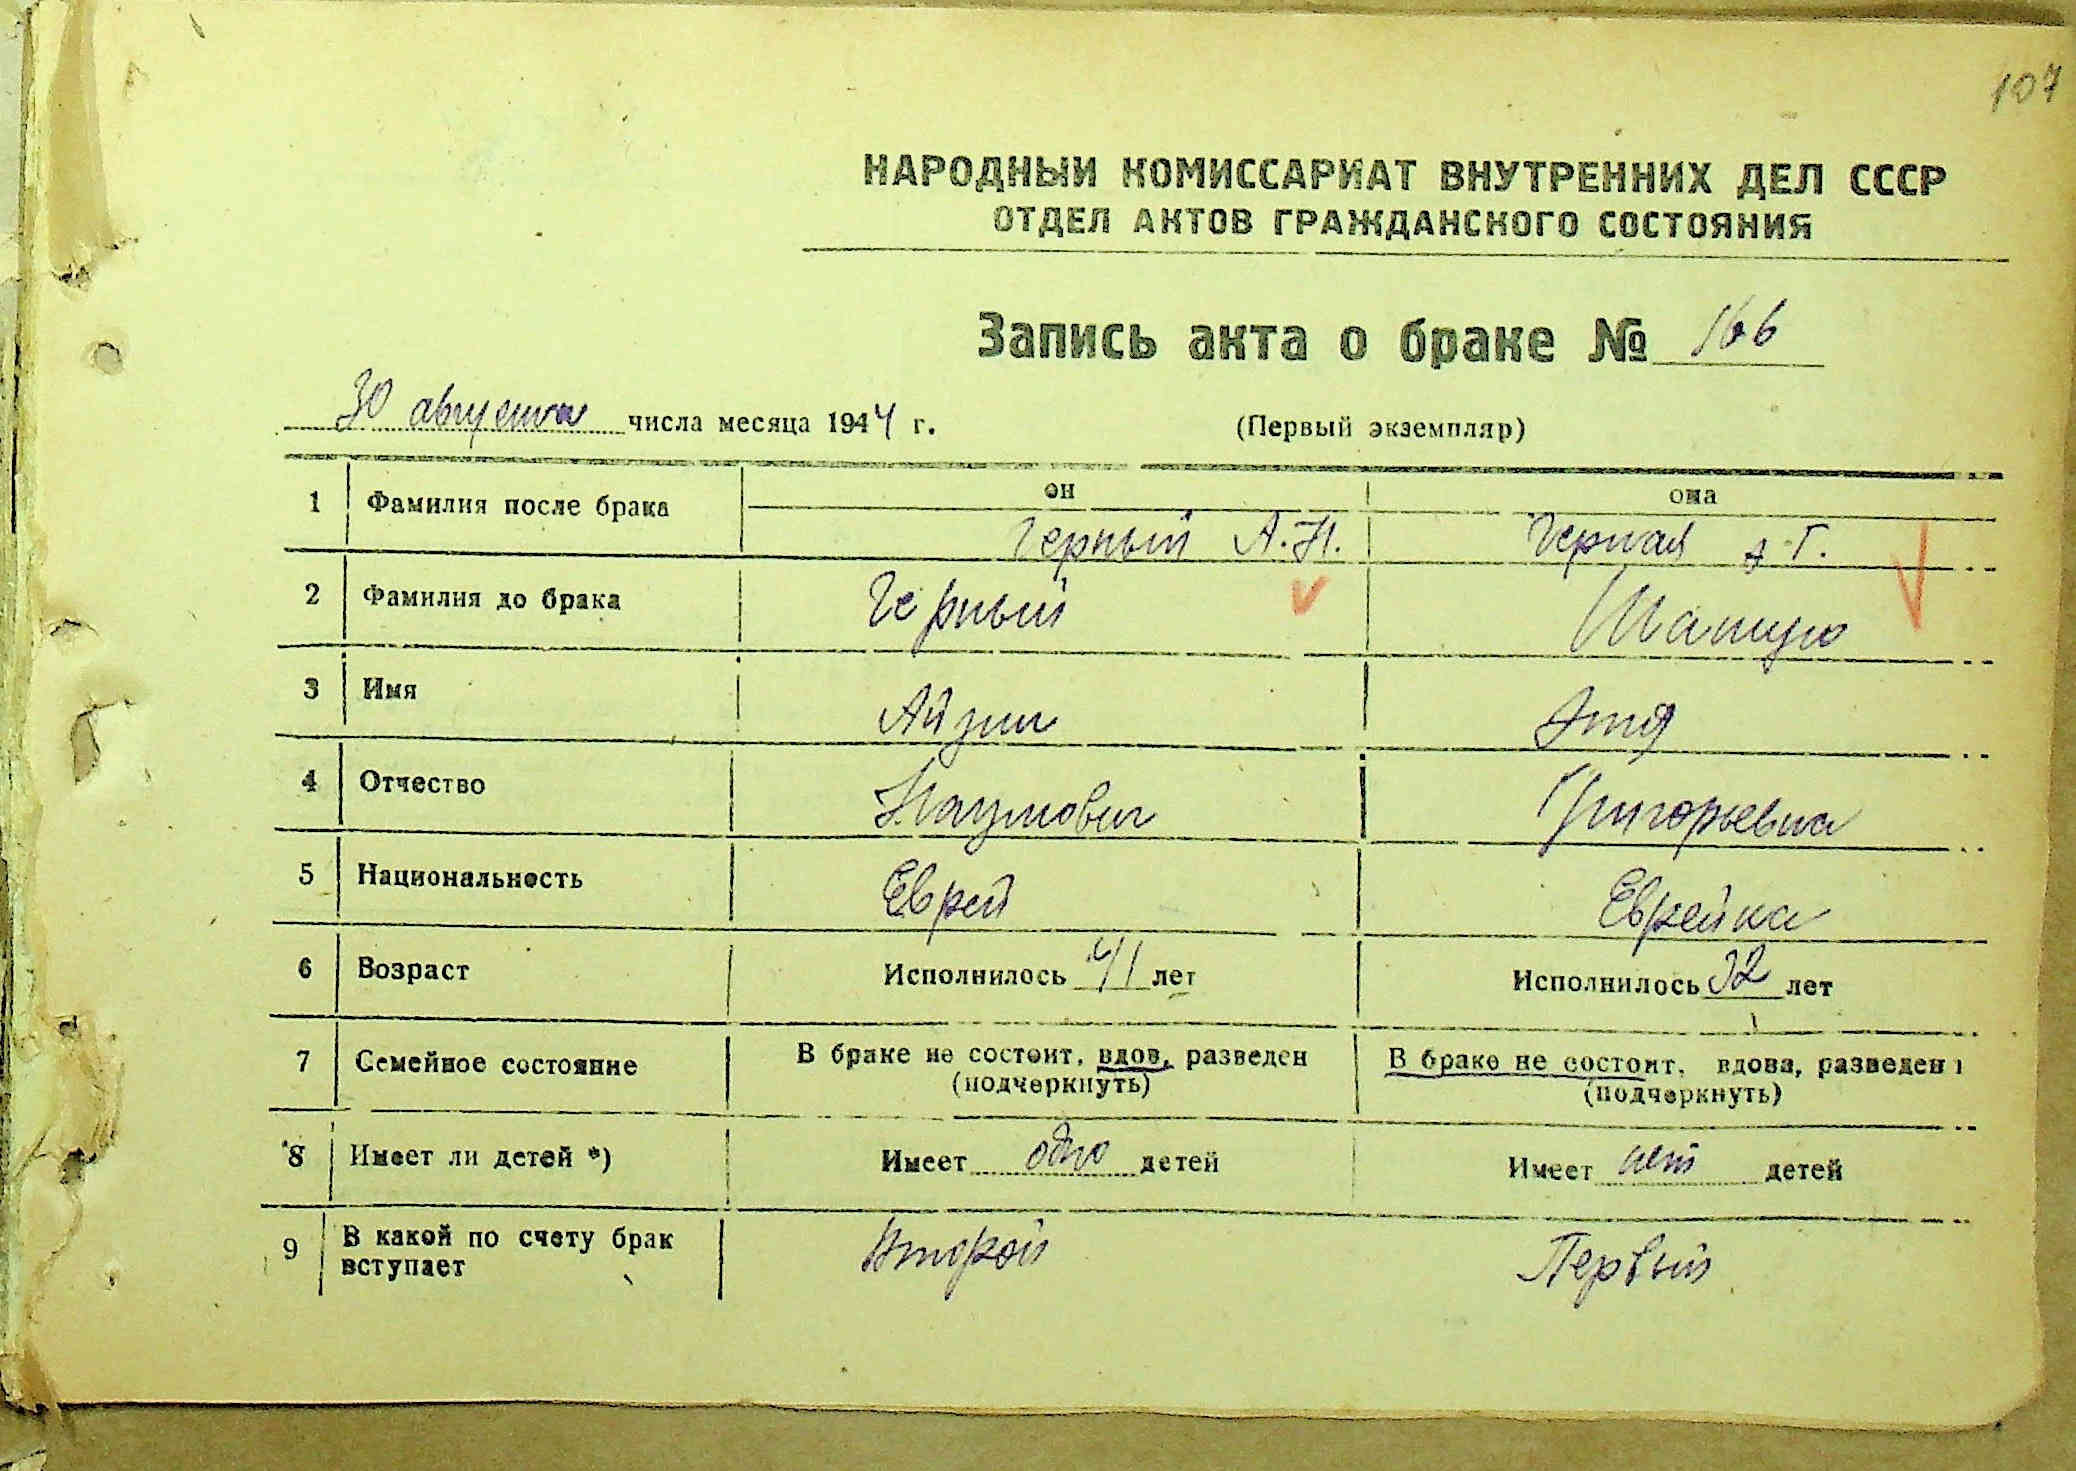 107
НАРОДНЫЙ КОМИССАРИАТ ВНУТРЕННИХ ДЕЛ СССР
ОТДЕЛ АКТОВ ГРАЖДАНСКОГО СОСТОЯНИЯ
Запись акта о браке № 166
30 августа числа месяца 1944 г. (Первый экземпляр)
он она
1 Фамилия после брака Черный А.Н. Черная Э.Г.
2 Фамилия до брака Черный
3 Имя Айзик Этя
4 Отчество Наумович Григорьевна
5 Национальность Еврей Еврейка
6 Возраст Исполнилось 41 лет Исполнилось 32 лет
7 Семейное состояние В браке не состоит, вдов, разведен В браке не состоит, вдова, разведен
(подчеркнуть) (подчеркнуть)
8 Имеет ли детей *) Имеет одно детей Имеет нет детей
9 В какой по счету брак Второй Первый
вступает